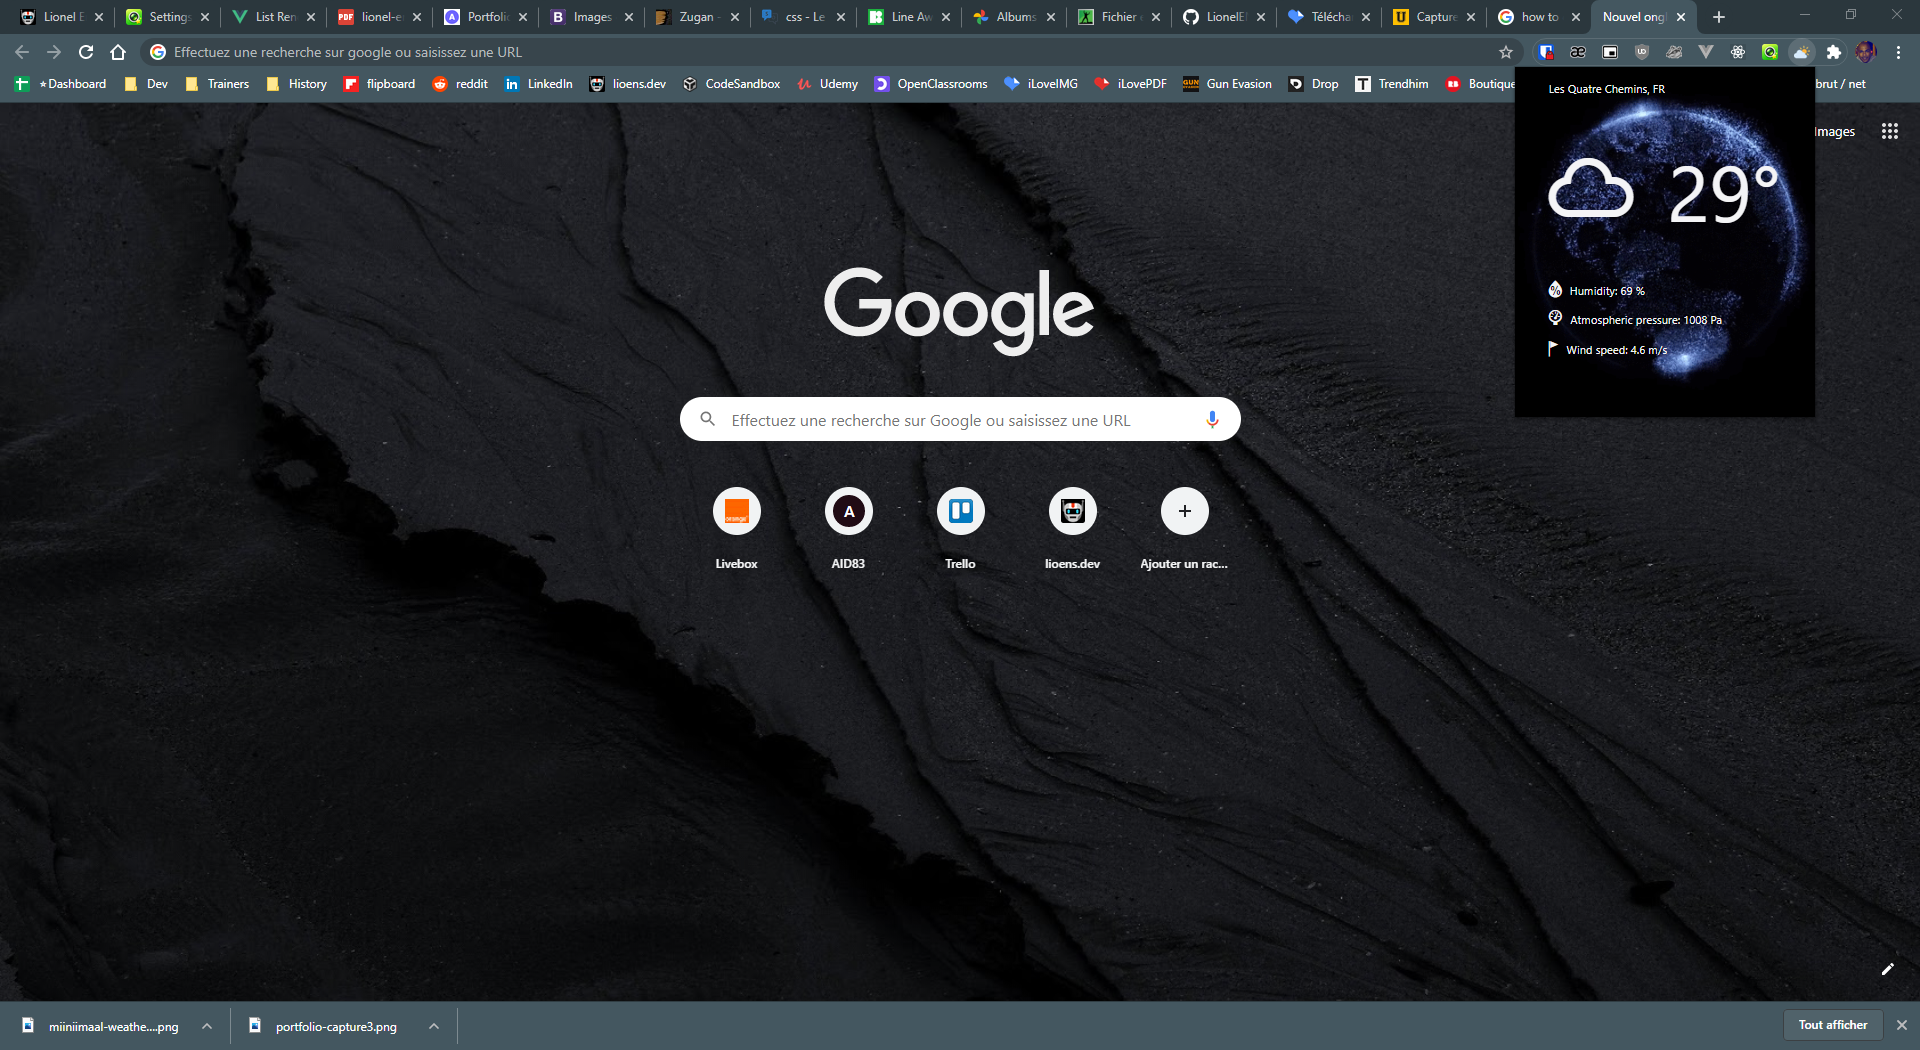 Lionel E
Settings
List Ren
lionel-e
Portfolio
Images
Zugan -
css - Le
Line Aw
Albums
Fichier
LionelEl
Télécha
Capture
how to
Nouvel ongl
Effectuez une recherche sur google ou saisissez une URL
★Dashboard
Dev
Trainers
History
flipboard
reddit
LinkedIn
lioens.dev
CodeSandbox
Udemy
OpenClassrooms
iLoveIMG
iLovePDF
Gun Evasion
Drop
Trendhim
Boutique
brut / net
Les Quatre Chemins, FR
Images
29°
Humidity: 69 %
Atmospheric pressure: 1008 Pa
Wind speed: 4.6 m/s
Google
Effectuez une recherche sur Google ou saisissez une URL
Livebox
AID83
Trello
lioens.dev
Ajouter un rac...
miiniimaal-weathe....png
portfolio-capture3.png
Tout afficher